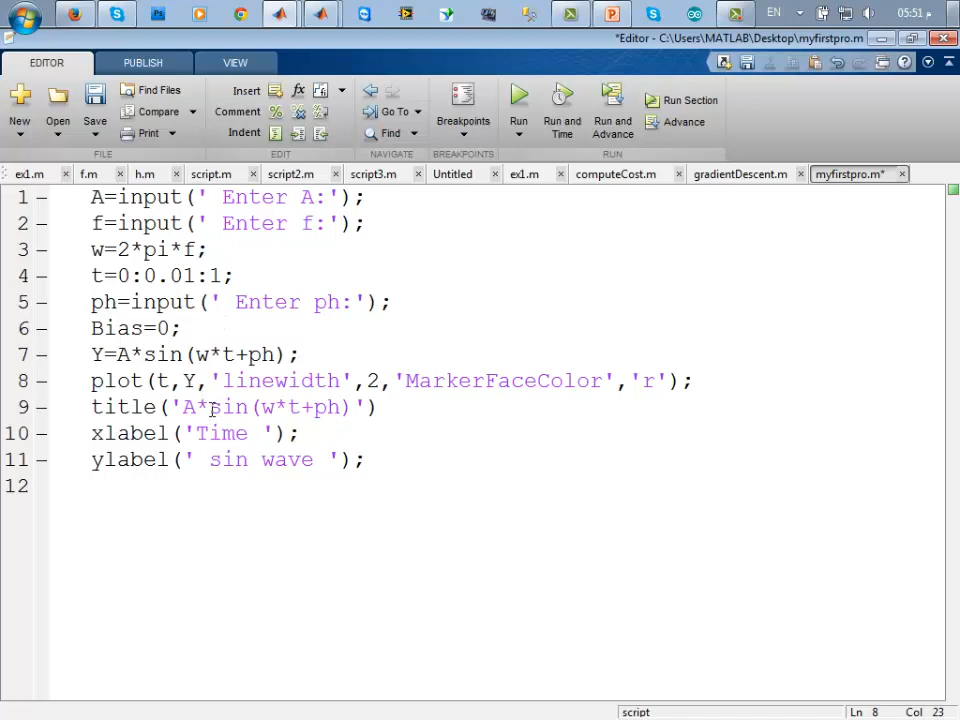 EN
05:51 م
*Editor - C:\Users\MATLAB\Desktop\myfirstpro.m
EDITOR PUBLISH VIEW
New Open Save Find Files Compare Print
Insert fx Comment % Indent
Go To Find
Breakpoints
Run Run and Time Run and Advance Run Section Advance
FILE EDIT NAVIGATE BREAKPOINTS RUN
ex1.m f.m h.m script.m script2.m script3.m Untitled ex1.m computeCost.m gradientDescent.m myfirstpro.m*
1 – A=input(' Enter A:');
2 – f=input(' Enter f:');
3 – w=2*pi*f;
4 – t=0:0.01:1;
5 – ph=input(' Enter ph:');
6 – Bias=0;
7 – Y=A*sin(w*t+ph);
8 – plot(t,Y,'linewidth',2,'MarkerFaceColor','r');
9 – title('A*sin(w*t+ph)')
10 – xlabel('Time ');
11 – ylabel(' sin wave ');
12
script Ln 8 Col 23